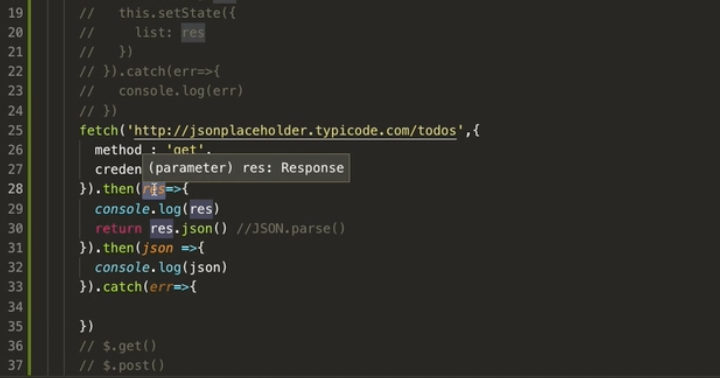 19 //   this.setState({
20 //     list: res
21 //   })
22 // }).catch(err=>{
23 //   console.log(err)
24 // })
25 fetch('http://jsonplaceholder.typicode.com/todos',{
26   method : 'get',
27   creden
(parameter) res: Response
28 }).then(res=>{
29   console.log(res)
30   return res.json() //JSON.parse()
31 }).then(json =>{
32   console.log(json)
33 }).catch(err=>{
34
35 })
36 // $.get()
37 // $.post()